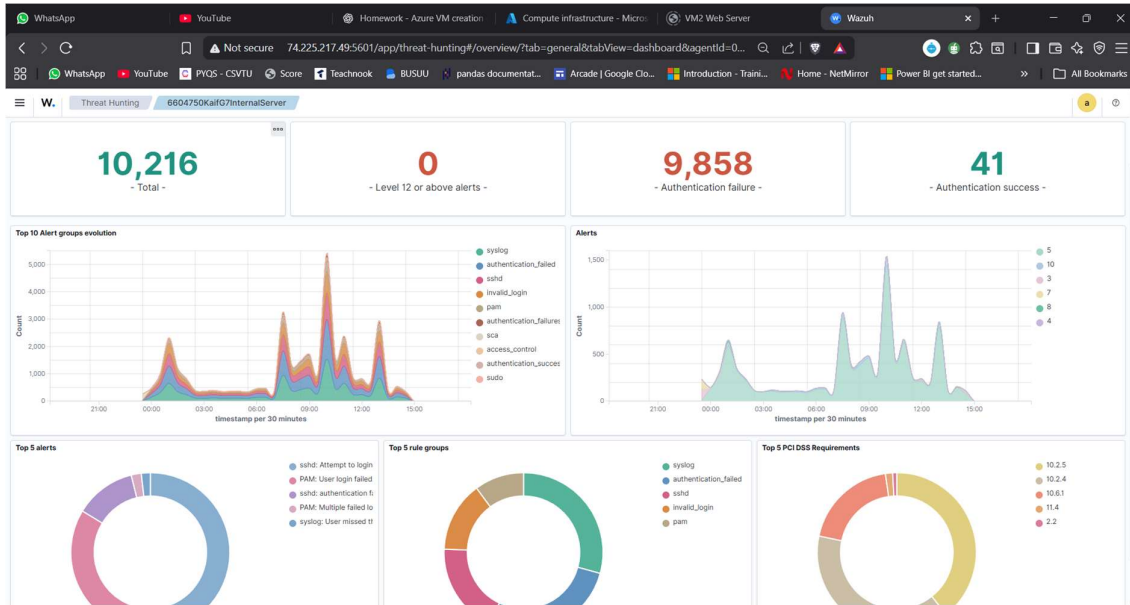 WhatsApp
YouTube
Homework - Azure VM creation
Compute infrastructure - Micros
VM2 Web Server
Wazuh
Not secure 74.225.217.49:5601/app/threat-hunting#/overview/?tab=general&tabView=dashboard&agentId=0...
WhatsApp
YouTube
PYQS - CSVTU
Score
Teachnook
BUSUU
pandas documentat...
Arcade | Google Clo...
Introduction - Traini...
Home - NetMirror
Power BI get started...
»
All Bookmarks
W.
Threat Hunting
6604750KaifG7InternalServer
a
10,216
- Total -
0
- Level 12 or above alerts -
9,858
- Authentication failure -
41
- Authentication success -
Top 10 Alert groups evolution
5,000
4,000
3,000
2,000
1,000
0
Count
21:00 00:00 03:00 06:00 09:00 12:00 15:00
timestamp per 30 minutes
syslog
authentication_failed
sshd
invalid_login
pam
authentication_failures
sca
access_control
authentication_succes
sudo
Alerts
1,500
1,000
500
0
Count
21:00 00:00 03:00 06:00 09:00 12:00 15:00
timestamp per 30 minutes
5
10
3
7
8
4
Top 5 alerts
sshd: Attempt to login
PAM: User login failed
sshd: authentication fa
PAM: Multiple failed lo
syslog: User missed th
Top 5 rule groups
syslog
authentication_failed
sshd
invalid_login
pam
Top 5 PCI DSS Requirements
10.2.5
10.2.4
10.6.1
11.4
2.2